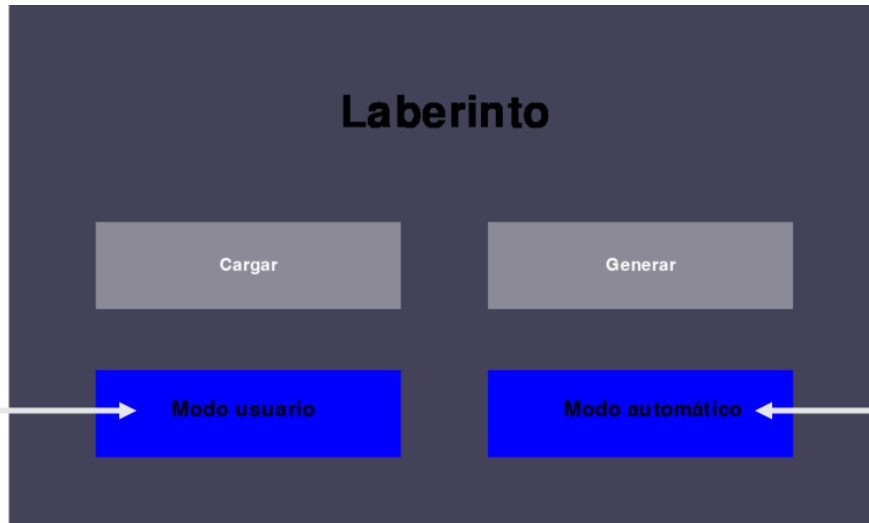 Laberinto
Cargar
Generar
Modo usuario
Modo automático